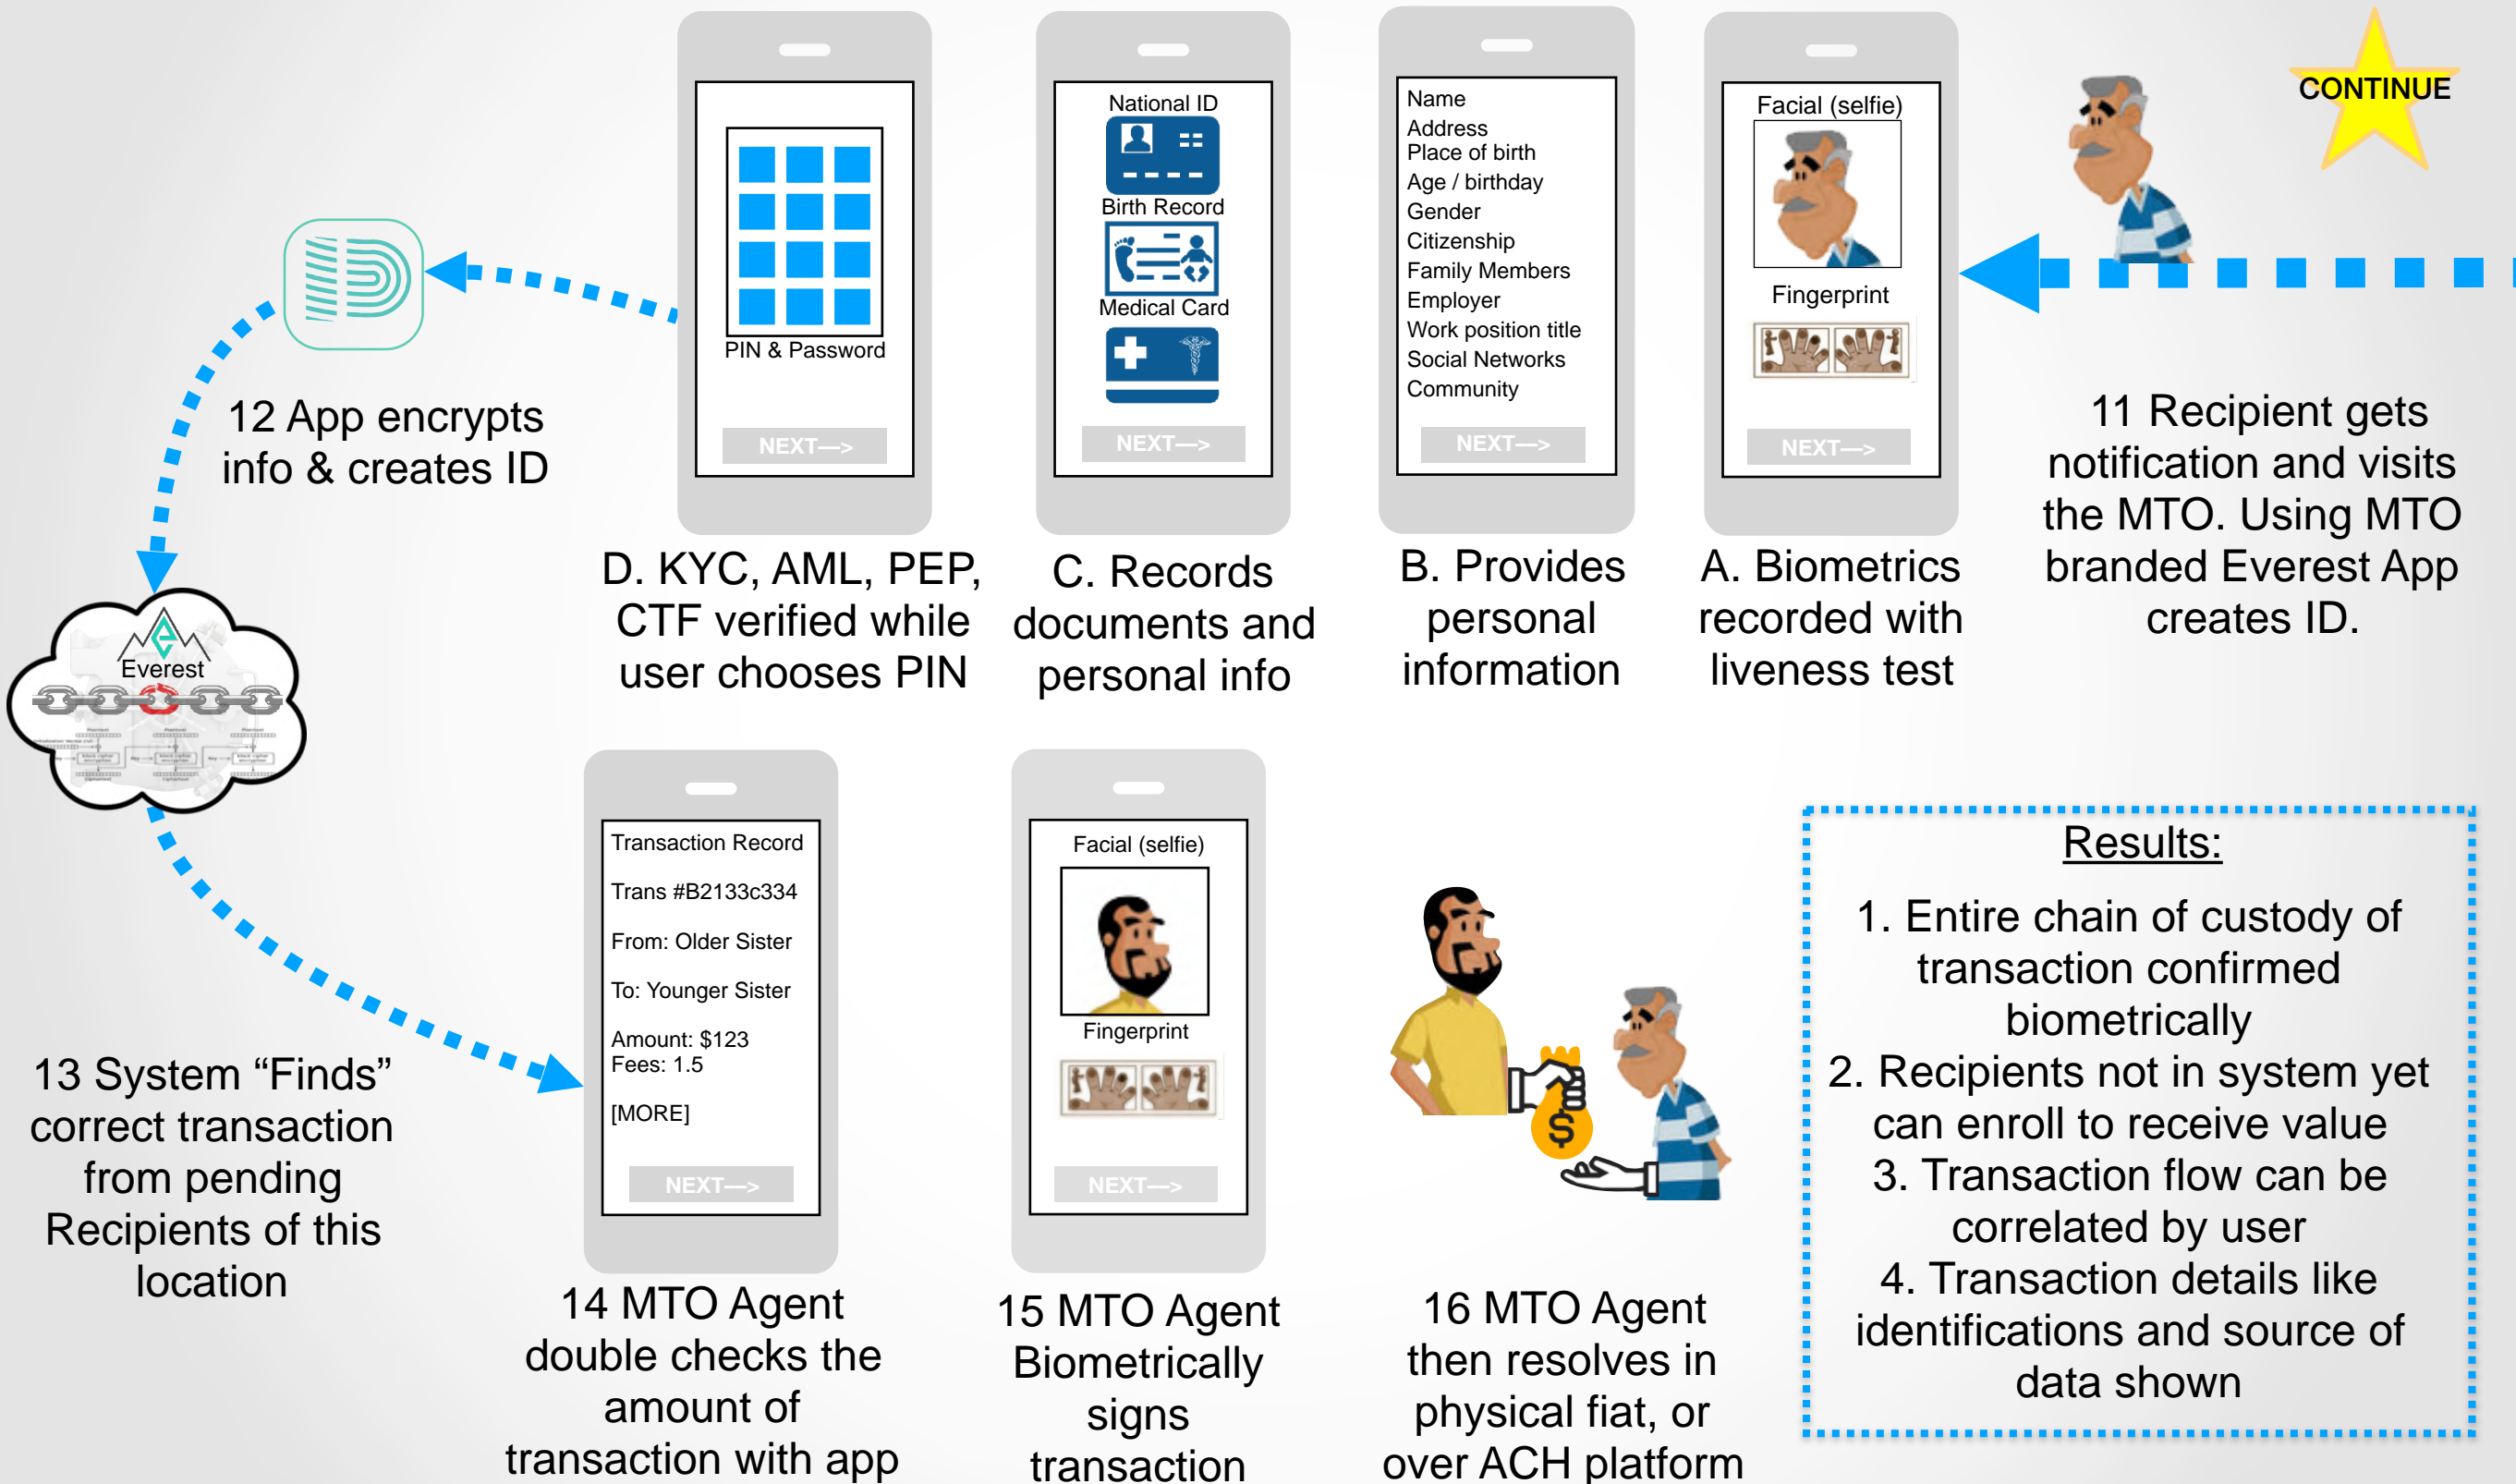 CONTINUE
11 Recipient gets
notification and visits
the MTO. Using MTO
branded Everest App
creates ID.
Facial (selfie)
Fingerprint
NEXT—>
A. Biometrics
recorded with
liveness test
Name
Address
Place of birth
Age / birthday
Gender
Citizenship
Family Members
Employer
Work position title
Social Networks
Community
NEXT—>
B. Provides
personal
information
National ID
Birth Record
Medical Card
NEXT—>
C. Records
documents and
personal info
PIN & Password
NEXT—>
D. KYC, AML, PEP,
CTF verified while
user chooses PIN
12 App encrypts
info & creates ID
Everest
13 System “Finds”
correct transaction
from pending
Recipients of this
location
Transaction Record
Trans #B2133c334
From: Older Sister
To: Younger Sister
Amount: $123
Fees: 1.5
[MORE]
NEXT—>
14 MTO Agent
double checks the
amount of
transaction with app
Facial (selfie)
Fingerprint
NEXT—>
15 MTO Agent
Biometrically
signs
transaction
$
16 MTO Agent
then resolves in
physical fiat, or
over ACH platform
Results:
1. Entire chain of custody of
transaction confirmed
biometrically
2. Recipients not in system yet
can enroll to receive value
3. Transaction flow can be
correlated by user
4. Transaction details like
identifications and source of
data shown